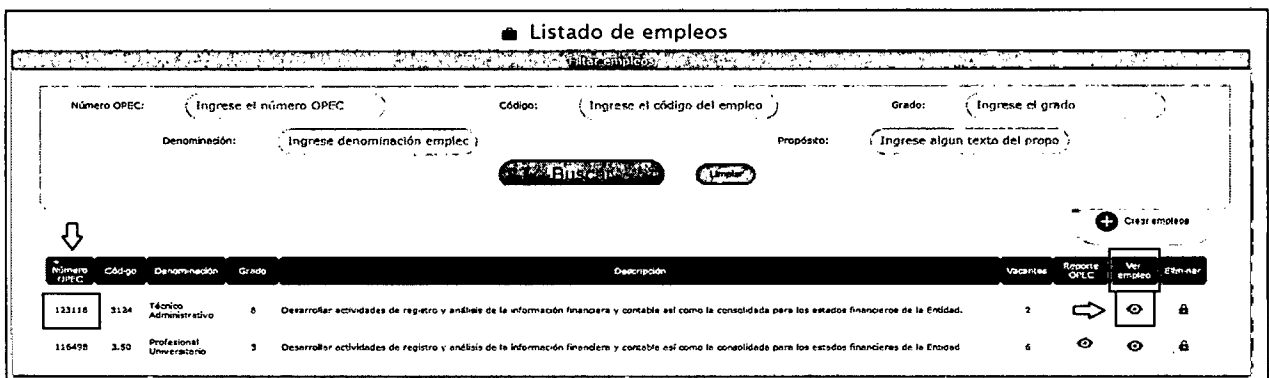 Listado de empleos
Filtrar empleos
Número OPEC: Ingrese el número OPEC Código: Ingrese el código del empleo Grado: Ingrese el grado
Denominación: Ingrese denominación emplec Propósito: Ingrese algun texto del propo
Buscar Limpiar
Crear empleos
Número OPEC Código Denominación Grado Descripción Vacantes Reporte OPEC Ver empleo Eliminar
123118 3124 Técnico Administrativo 8 Desarrollar actividades de registro y análisis de la información financiera y contable así como la consolidada para los estados financieros de la Entidad. 2
116498 3.50 Profesional Universitario 3 Desarrollar actividades de registro y análisis de la información financiera y contable así como la consolidada para los estados financieros de la Entidad 6